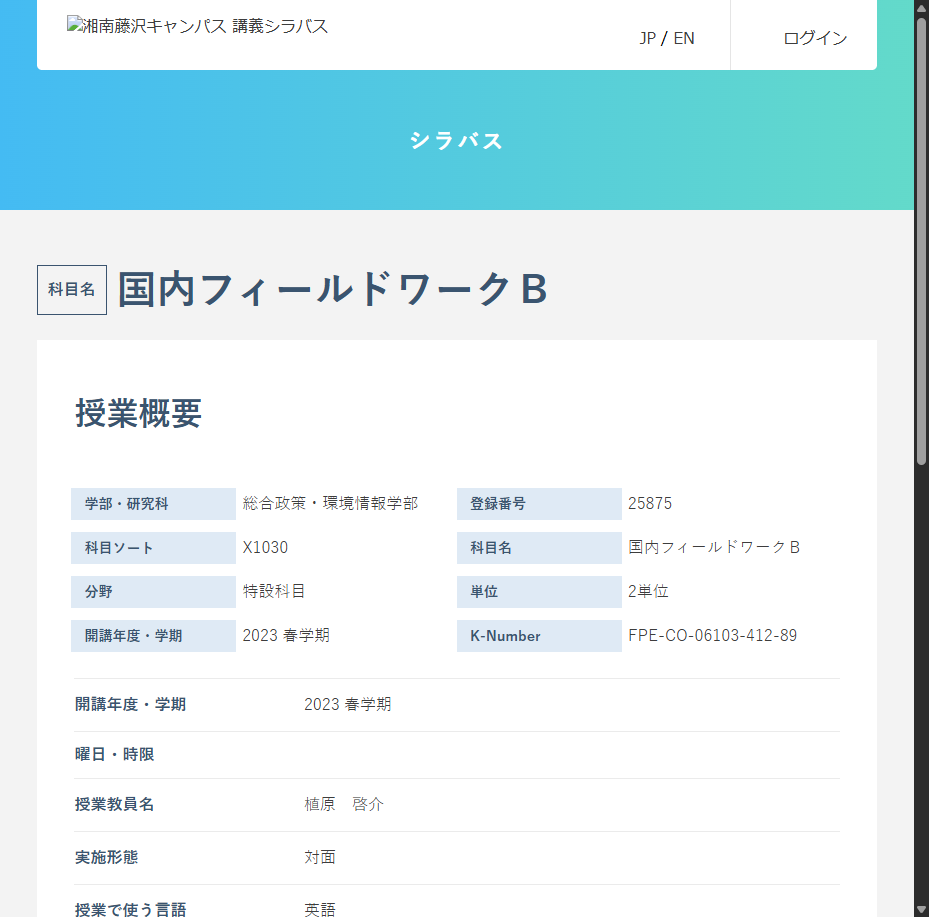 湘南藤沢キャンパス 講義シラバス
JP / EN
ログイン
シラバス
科目名
国内フィールドワークＢ
授業概要
学部・研究科 総合政策・環境情報学部 登録番号 25875
科目ソート X1030 科目名 国内フィールドワークＢ
分野 特設科目 単位 2単位
開講年度・学期 2023 春学期 K-Number FPE-CO-06103-412-89
開講年度・学期 2023 春学期
曜日・時限
授業教員名 植原　啓介
実施形態 対面
授業で使う言語 英語